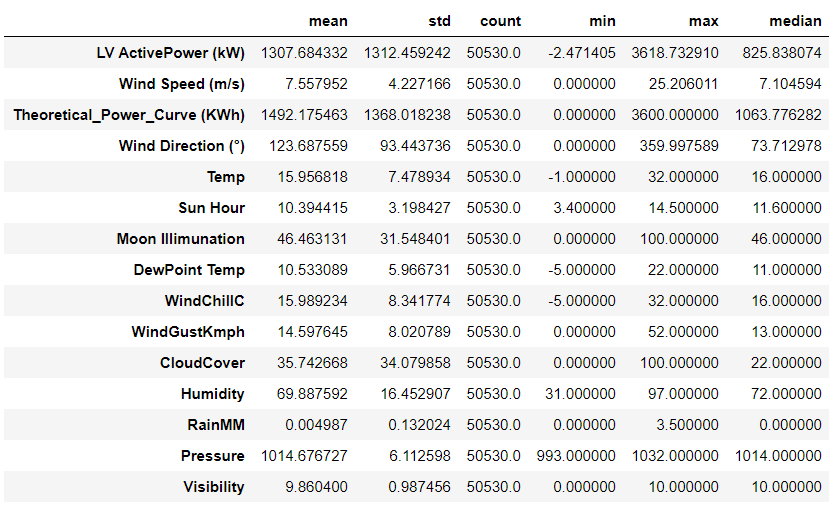 mean std count min max median
LV ActivePower (kW) 1307.684332 1312.459242 50530.0 -2.471405 3618.732910 825.838074
Wind Speed (m/s) 7.557952 4.227166 50530.0 0.000000 25.206011 7.104594
Theoretical_Power_Curve (KWh) 1492.175463 1368.018238 50530.0 0.000000 3600.000000 1063.776282
Wind Direction (°) 123.687559 93.443736 50530.0 0.000000 359.997589 73.712978
Temp 15.956818 7.478934 50530.0 -1.000000 32.000000 16.000000
Sun Hour 10.394415 3.198427 50530.0 3.400000 14.500000 11.600000
Moon Illimunation 46.463131 31.548401 50530.0 0.000000 100.000000 46.000000
DewPoint Temp 10.533089 5.966731 50530.0 -5.000000 22.000000 11.000000
WindChillC 15.989234 8.341774 50530.0 -5.000000 32.000000 16.000000
WindGustKmph 14.597645 8.020789 50530.0 0.000000 52.000000 13.000000
CloudCover 35.742668 34.079858 50530.0 0.000000 100.000000 22.000000
Humidity 69.887592 16.452907 50530.0 31.000000 97.000000 72.000000
RainMM 0.004987 0.132024 50530.0 0.000000 3.500000 0.000000
Pressure 1014.676727 6.112598 50530.0 993.000000 1032.000000 1014.000000
Visibility 9.860400 0.987456 50530.0 0.000000 10.000000 10.000000